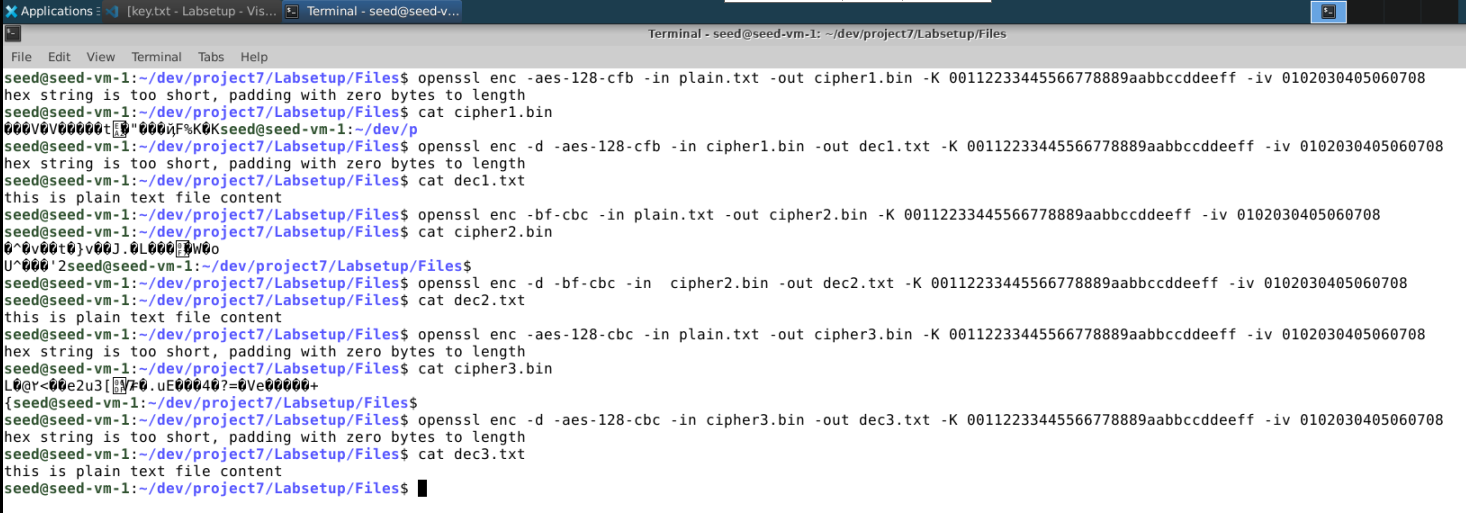 Applications
[key.txt - Labsetup - Vis...
Terminal - seed@seed-v...
Terminal - seed@seed-vm-1: ~/dev/project7/Labsetup/Files
File Edit View Terminal Tabs Help
seed@seed-vm-1:~/dev/project7/Labsetup/Files$ openssl enc -aes-128-cfb -in plain.txt -out cipher1.bin -K 00112233445566778889aabbccddeeff -iv 0102030405060708
hex string is too short, padding with zero bytes to length
seed@seed-vm-1:~/dev/project7/Labsetup/Files$ cat cipher1.bin
���V�V�����t�"���ӥF%K�Kseed@seed-vm-1:~/dev/p
seed@seed-vm-1:~/dev/project7/Labsetup/Files$ openssl enc -d -aes-128-cfb -in cipher1.bin -out dec1.txt -K 00112233445566778889aabbccddeeff -iv 0102030405060708
hex string is too short, padding with zero bytes to length
seed@seed-vm-1:~/dev/project7/Labsetup/Files$ cat dec1.txt
this is plain text file content
seed@seed-vm-1:~/dev/project7/Labsetup/Files$ openssl enc -bf-cbc -in plain.txt -out cipher2.bin -K 00112233445566778889aabbccddeeff -iv 0102030405060708
seed@seed-vm-1:~/dev/project7/Labsetup/Files$ cat cipher2.bin
�^�v��t�}v��J.�L����W�o
U^���'2seed@seed-vm-1:~/dev/project7/Labsetup/Files$
seed@seed-vm-1:~/dev/project7/Labsetup/Files$ openssl enc -d -bf-cbc -in  cipher2.bin -out dec2.txt -K 00112233445566778889aabbccddeeff -iv 0102030405060708
seed@seed-vm-1:~/dev/project7/Labsetup/Files$ cat dec2.txt
this is plain text file content
seed@seed-vm-1:~/dev/project7/Labsetup/Files$ openssl enc -aes-128-cbc -in plain.txt -out cipher3.bin -K 00112233445566778889aabbccddeeff -iv 0102030405060708
hex string is too short, padding with zero bytes to length
seed@seed-vm-1:~/dev/project7/Labsetup/Files$ cat cipher3.bin
L�@r<��e2u3[�.uE���4�?=�Ve�����+
{seed@seed-vm-1:~/dev/project7/Labsetup/Files$
seed@seed-vm-1:~/dev/project7/Labsetup/Files$ openssl enc -d -aes-128-cbc -in cipher3.bin -out dec3.txt -K 00112233445566778889aabbccddeeff -iv 0102030405060708
hex string is too short, padding with zero bytes to length
seed@seed-vm-1:~/dev/project7/Labsetup/Files$ cat dec3.txt
this is plain text file content
seed@seed-vm-1:~/dev/project7/Labsetup/Files$